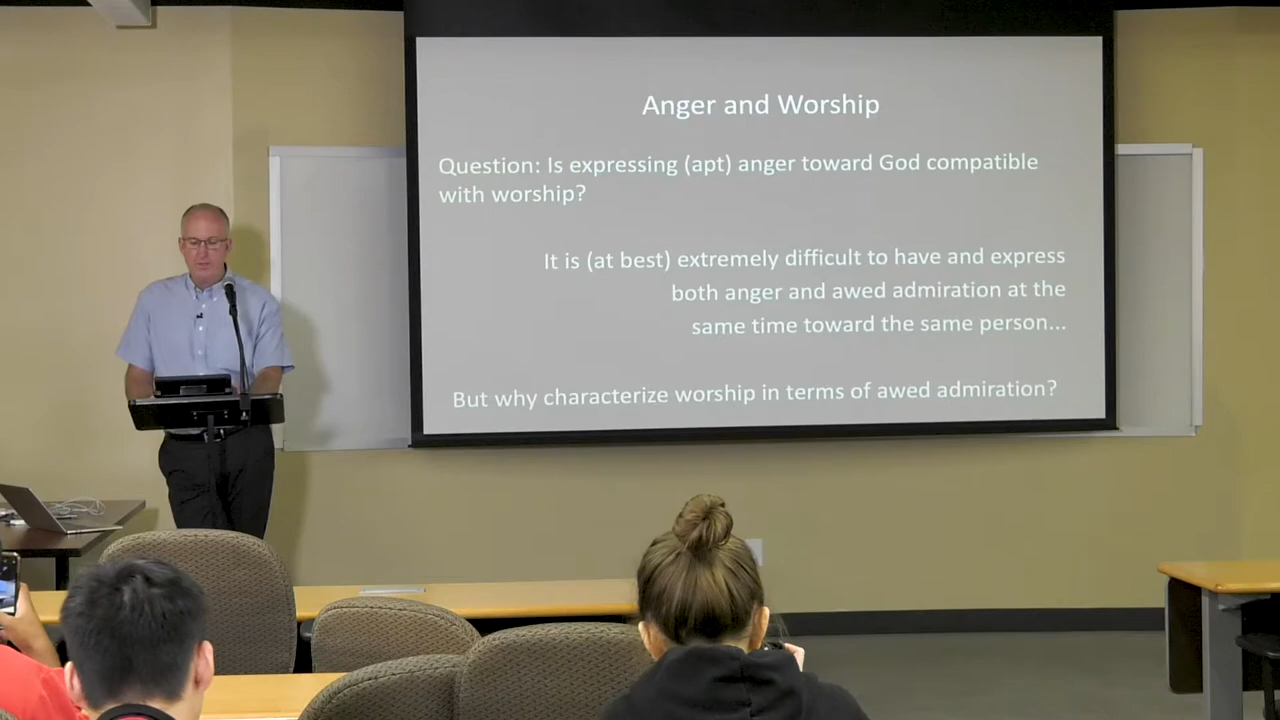 Anger and Worship
Question: Is expressing (apt) anger toward God compatible
with worship?
It is (at best) extremely difficult to have and express
both anger and awed admiration at the
same time toward the same person...
But why characterize worship in terms of awed admiration?